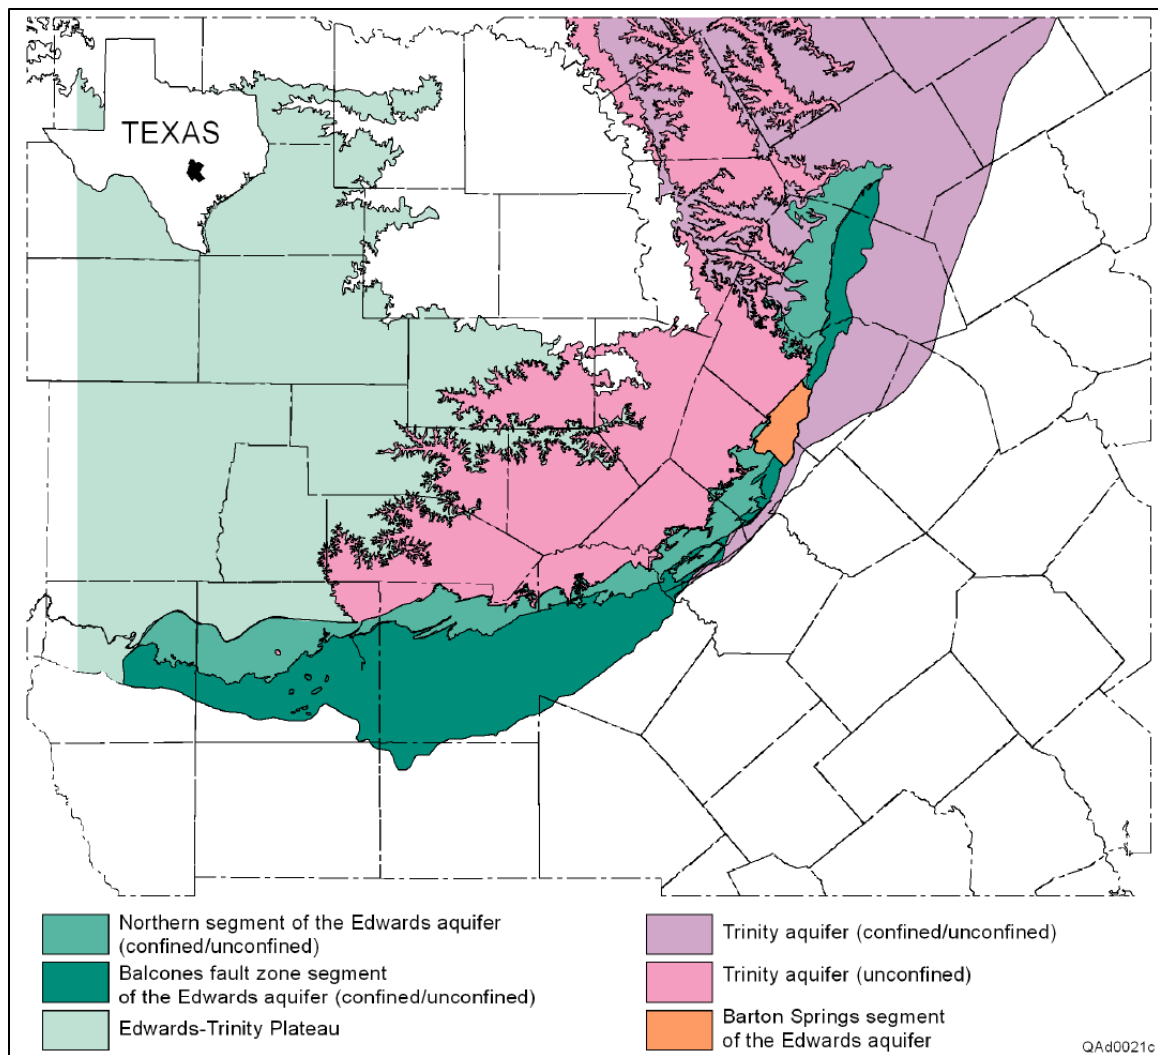 TEXAS
Northern segment of the Edwards aquifer
(confined/unconfined)
Balcones fault zone segment
of the Edwards aquifer (confined/unconfined)
Edwards-Trinity Plateau
Trinity aquifer (confined/unconfined)
Trinity aquifer (unconfined)
Barton Springs segment
of the Edwards aquifer
QAd0021c